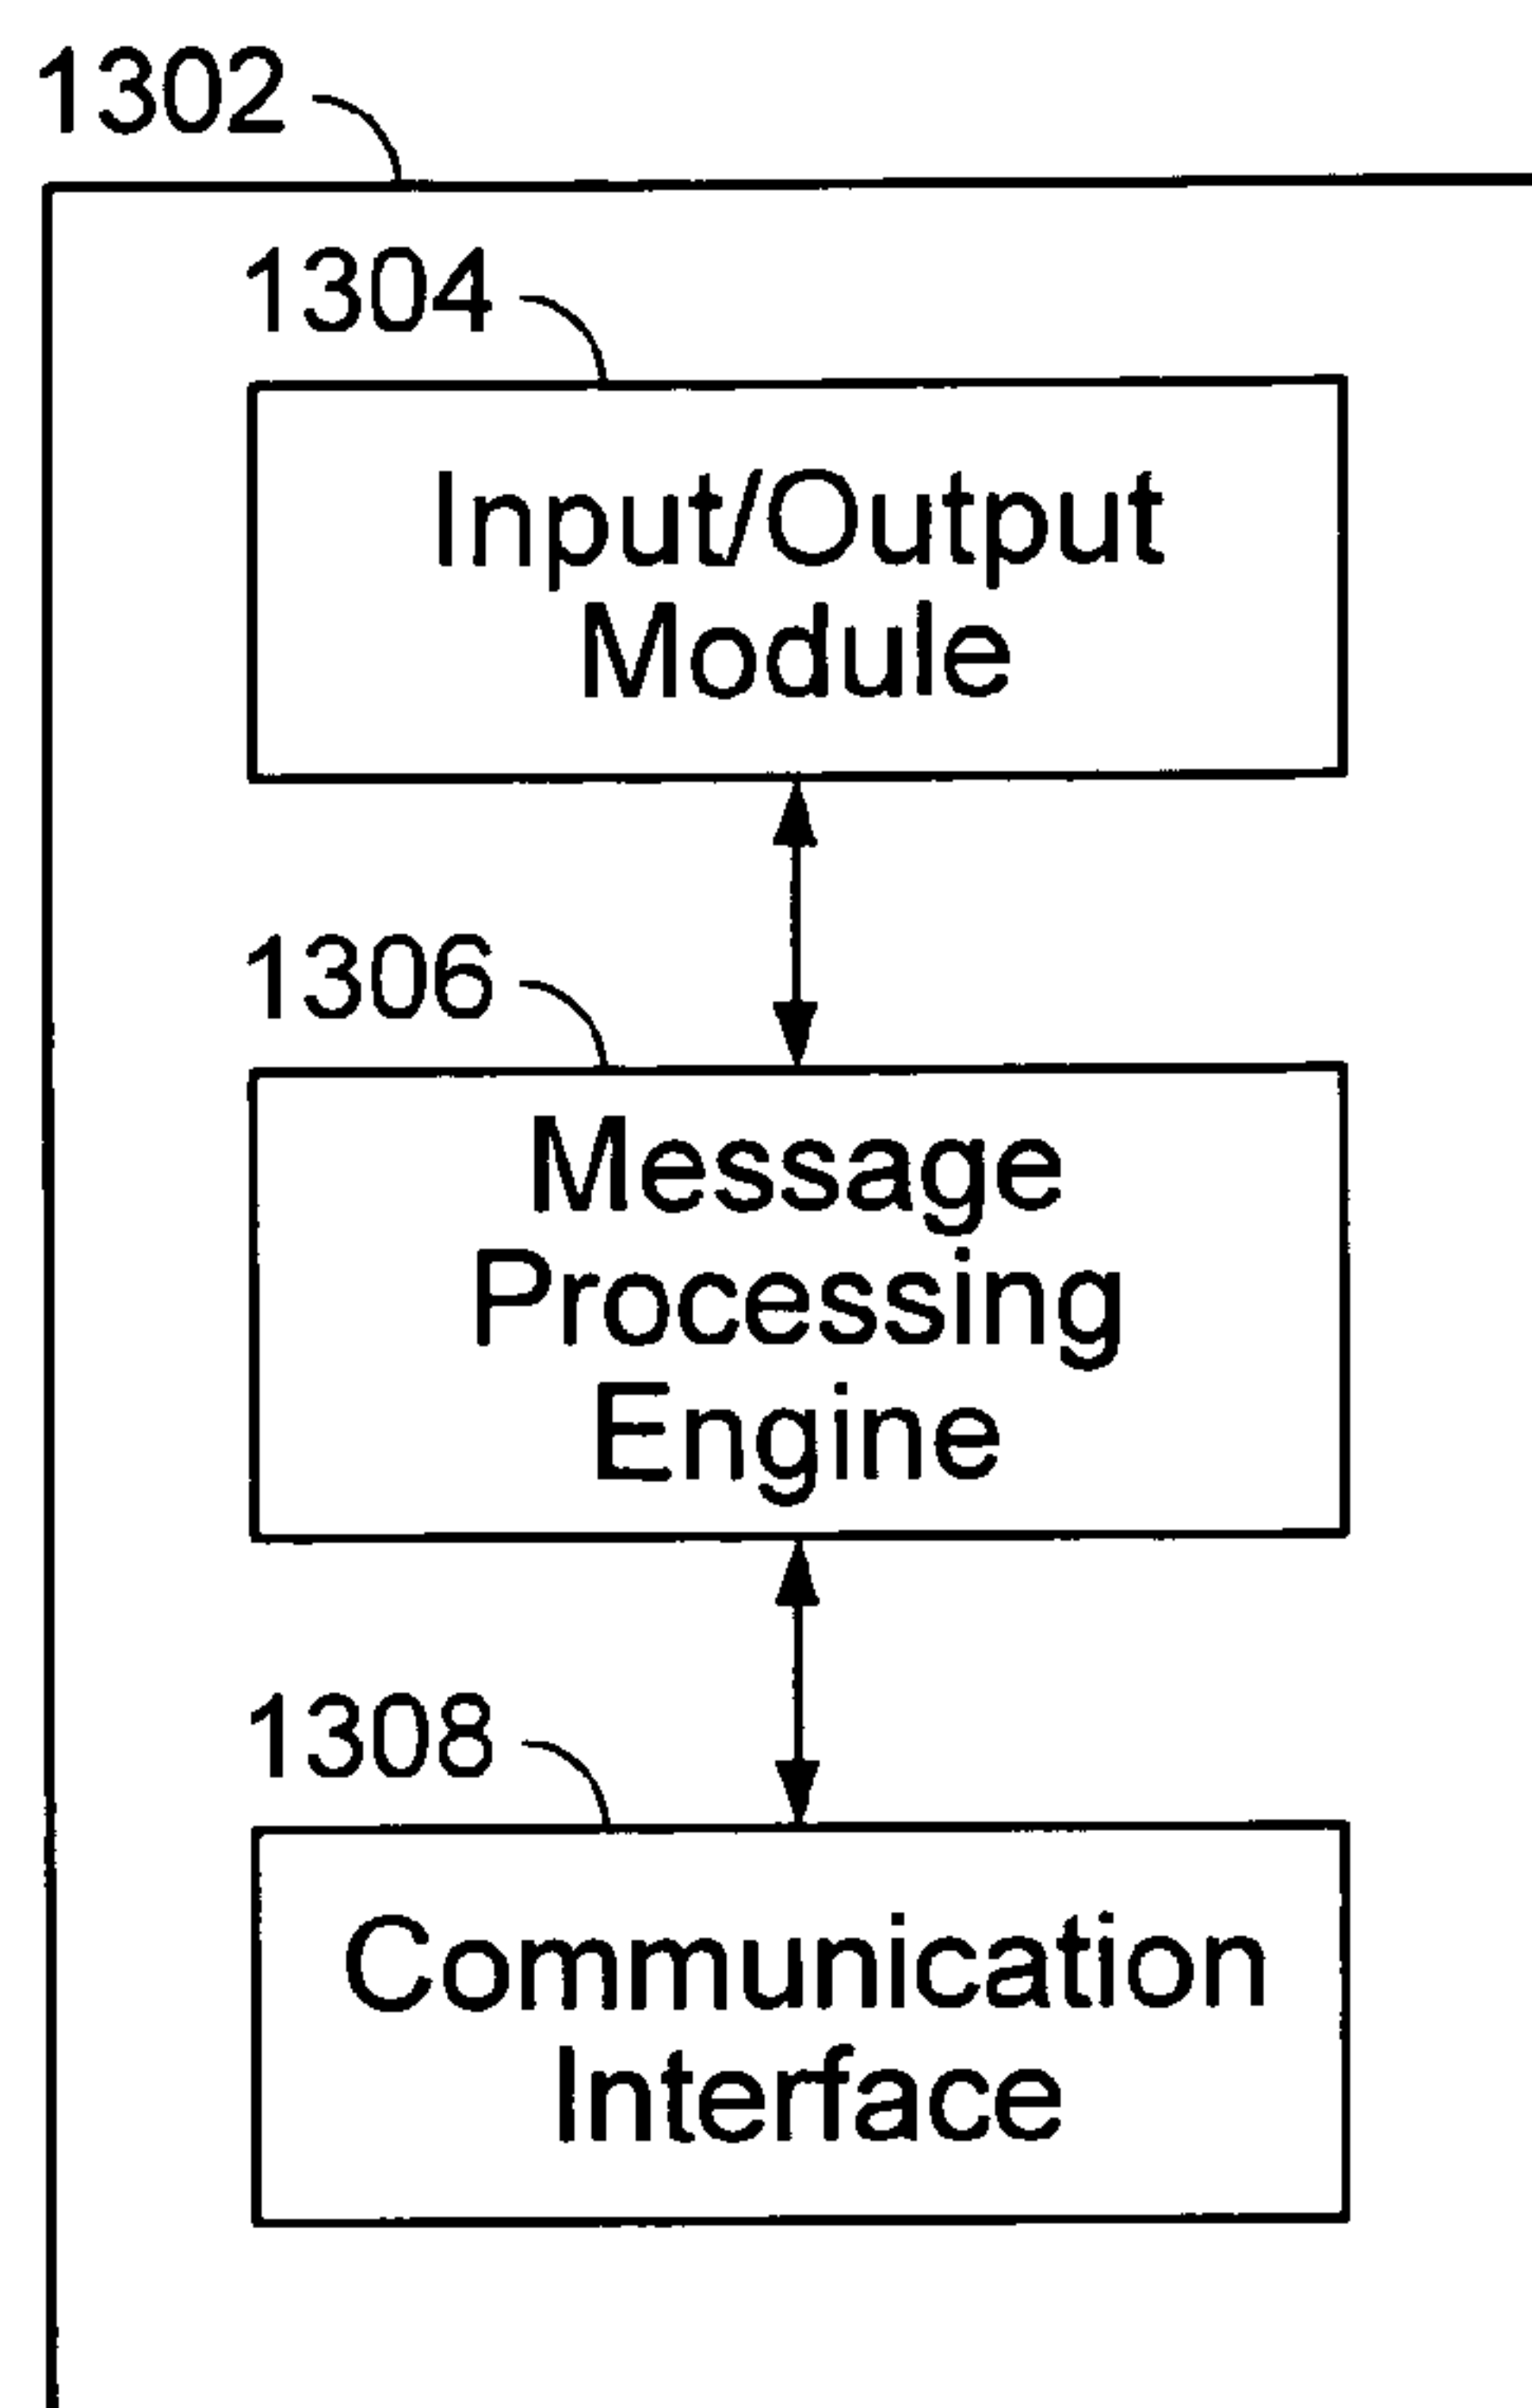 1302
1304
Input/Output
Module
1306
Message
Processing
Engine
1308
Communication
Interface